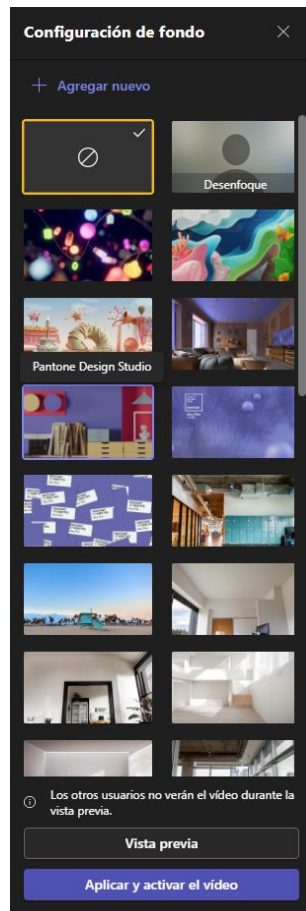 Configuración de fondo
Agregar nuevo
Desenfoque
Pantone Design Studio
Los otros usuarios no verán el vídeo durante la
vista previa.
Vista previa
Aplicar y activar el vídeo